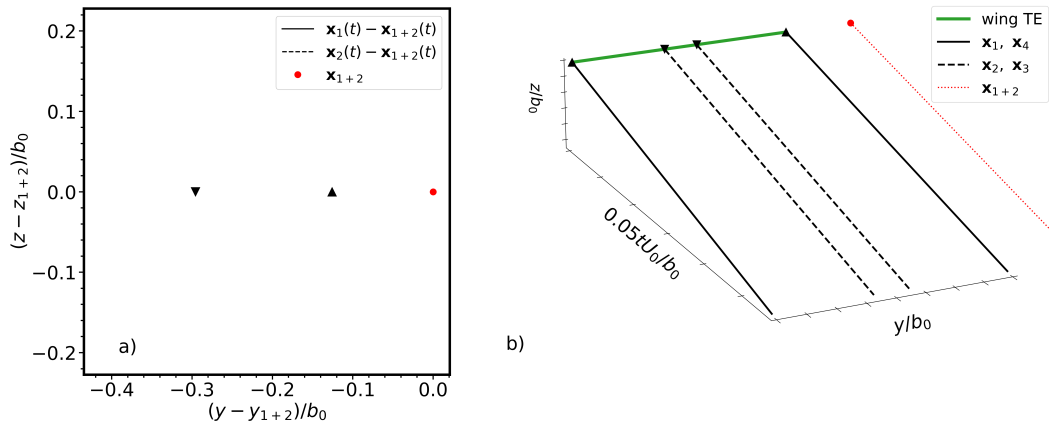 0.2
0.1
0.0
−0.1
−0.2
(z − z₁₊₂)/b₀
x₁(t) − x₁₊₂(t)
x₂(t) − x₁₊₂(t)
x₁₊₂
a)
−0.4 −0.3 −0.2 −0.1 0.0
(y − y₁₊₂)/b₀
wing TE
x₁, x₄
x₂, x₃
x₁₊₂
z/b₀
0.05tU₀/b₀
y/b₀
b)